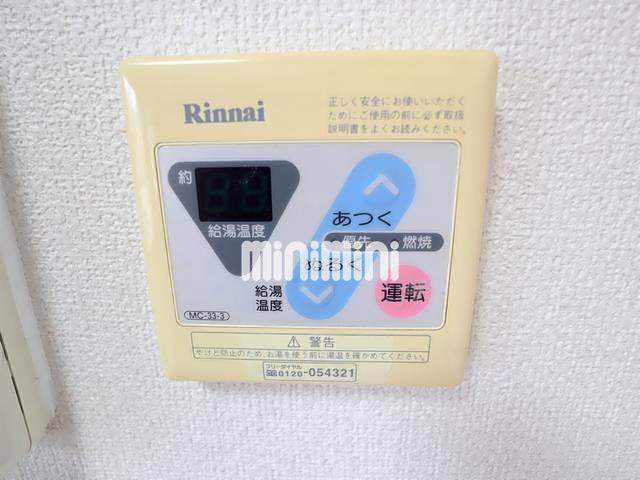 Rinnai
正しく安全にお使いいただく
ためにご使用の前に必ず取扱
説明書をよくお読みください。
約
88
給湯温度
あつく
優先 燃焼
ぬるく
minimini
給湯
温度
運転
MC-33-3
⚠ 警告
やけど防止のため、お湯を使う前に湯温を確かめてください。
フリーダイヤル
0120-054321